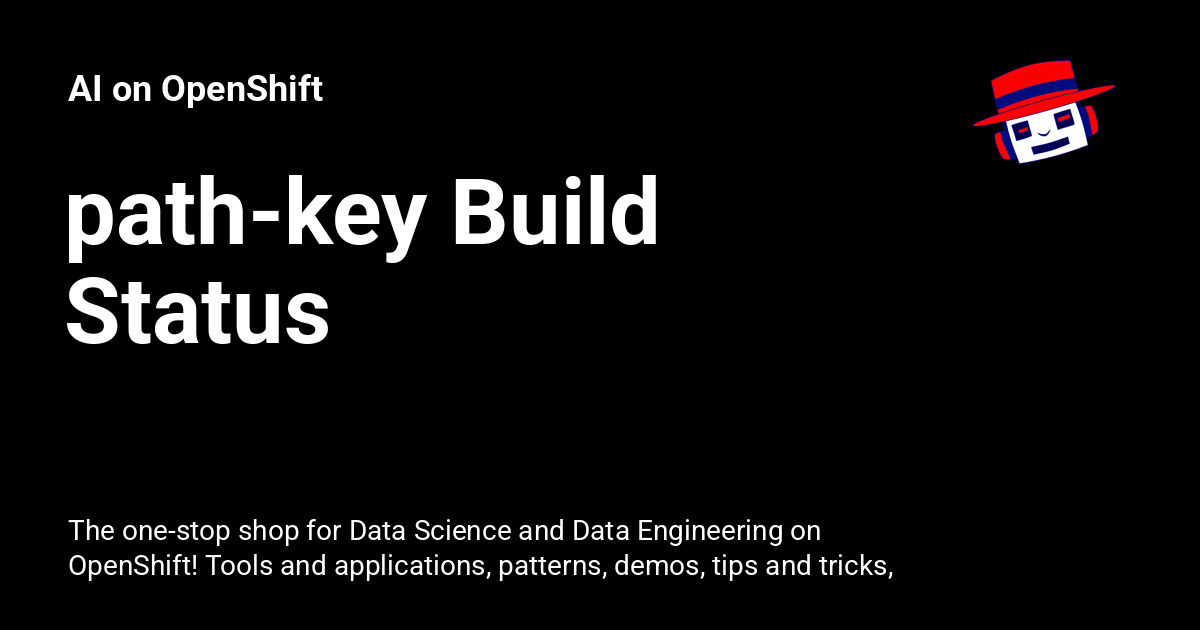 AI on OpenShift
path-key Build
Status
The one-stop shop for Data Science and Data Engineering on
OpenShift! Tools and applications, patterns, demos, tips and tricks,